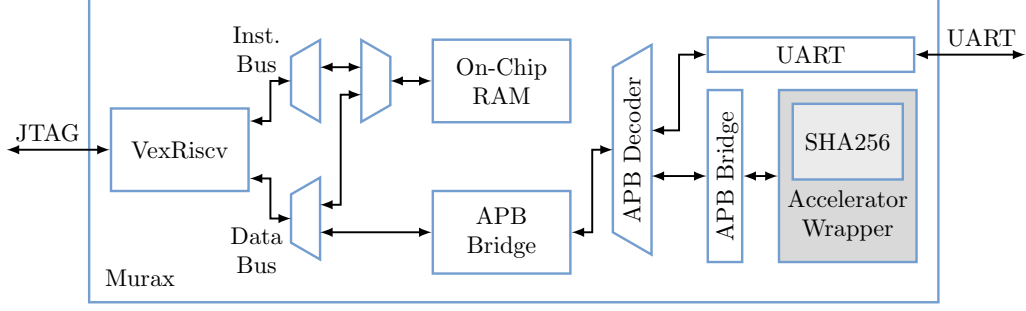 JTAG
VexRiscv
Inst.
Bus
Data
Bus
On-Chip
RAM
APB
Bridge
APB Decoder
UART
UART
APB Bridge
SHA256
Accelerator
Wrapper
Murax